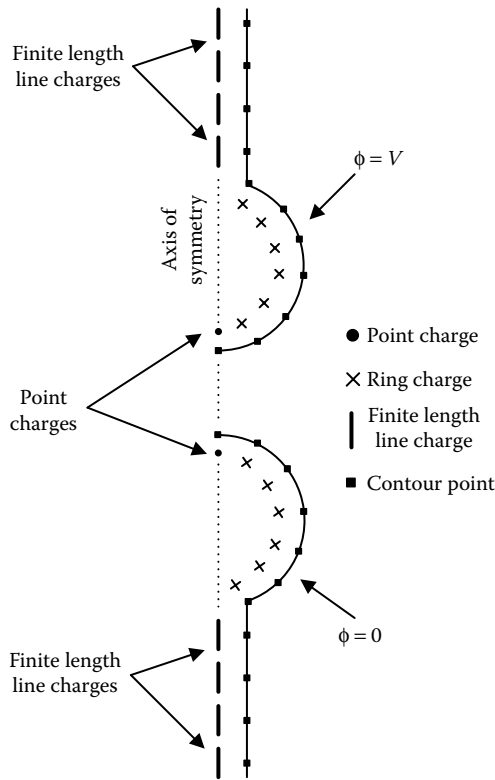 Finite length
line charges
ϕ = V
Axis of
symmetry
Point charge
Ring charge
Finite length
line charge
Contour point
Point
charges
ϕ = 0
Finite length
line charges